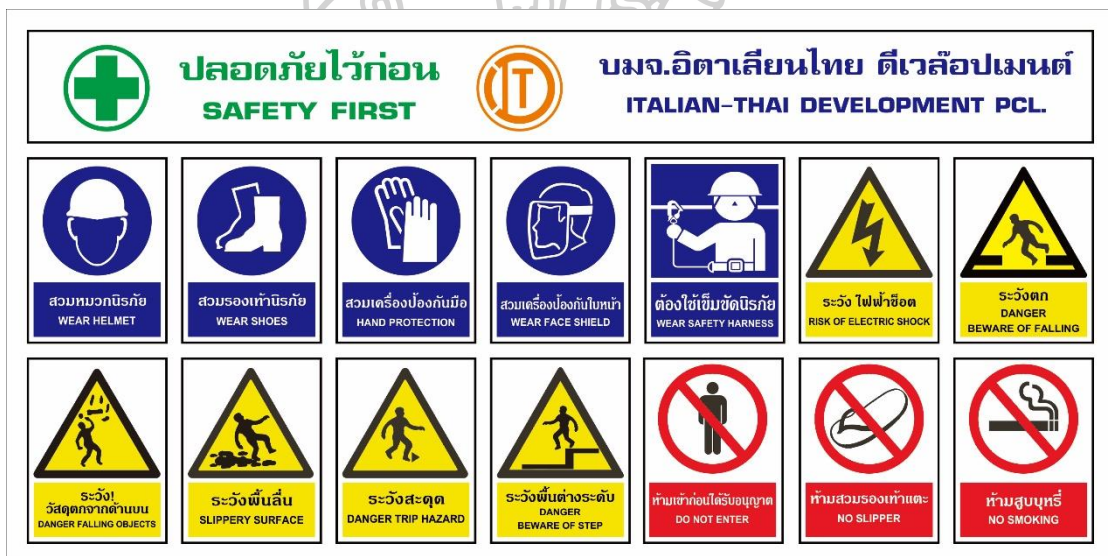 ปลอดภัยไว้ก่อน
SAFETY FIRST
บมจ.อิตาเลียนไทย ดีเวล๊อปเมนต์
ITALIAN-THAI DEVELOPMENT PCL.
สวมหมวกนิรภัย
WEAR HELMET
สวมรองเท้านิรภัย
WEAR SHOES
สวมเครื่องป้องกันมือ
HAND PROTECTION
สวมเครื่องป้องกันใบหน้า
WEAR FACE SHIELD
ต้องใช้เข็มขัดนิรภัย
WEAR SAFETY HARNESS
ระวัง ไฟฟ้าช็อต
RISK OF ELECTRIC SHOCK
ระวังตก
DANGER
BEWARE OF FALLING
ระวัง!
วัสดุตกจากด้านบน
DANGER FALLING OBJECTS
ระวังพื้นลื่น
SLIPPERY SURFACE
ระวังสะดุด
DANGER TRIP HAZARD
ระวังพื้นต่างระดับ
DANGER
BEWARE OF STEP
ห้ามเข้าก่อนได้รับอนุญาต
DO NOT ENTER
ห้ามสวมรองเท้าแตะ
NO SLIPPER
ห้ามสูบบุหรี่
NO SMOKING